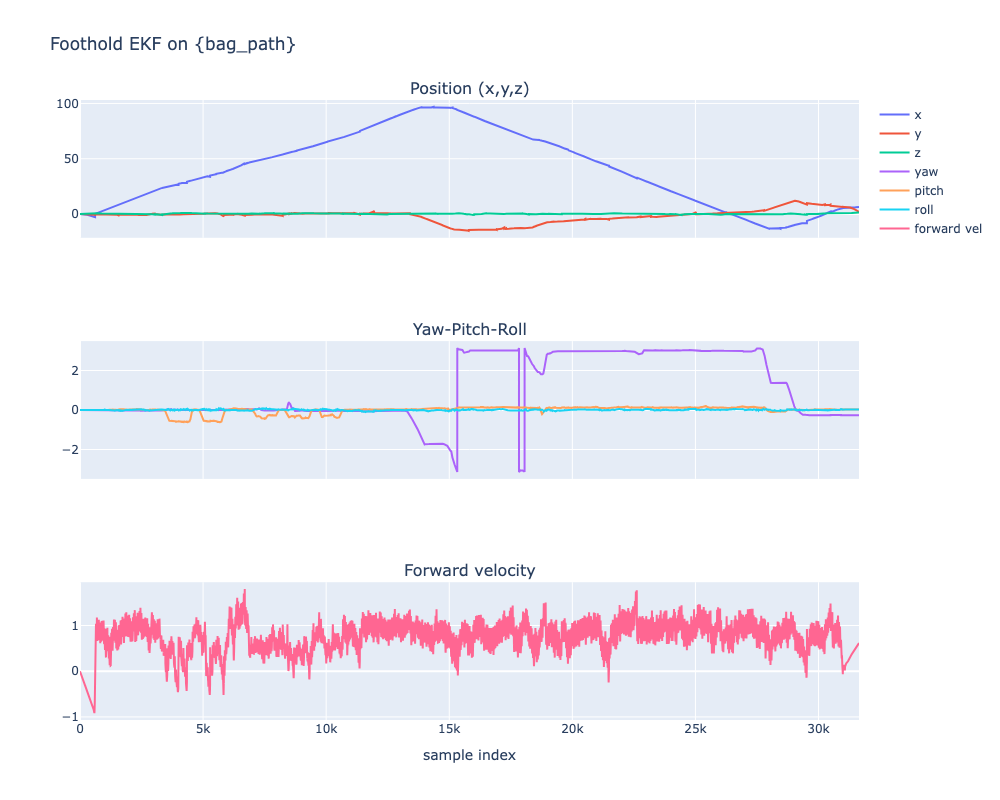 Foothold EKF on {bag_path}
Position (x,y,z)
100
50
0
x
y
z
yaw
pitch
roll
forward vel
Yaw-Pitch-Roll
2
0
−2
Forward velocity
1
0
−1
0
5k
10k
15k
20k
25k
30k
sample index